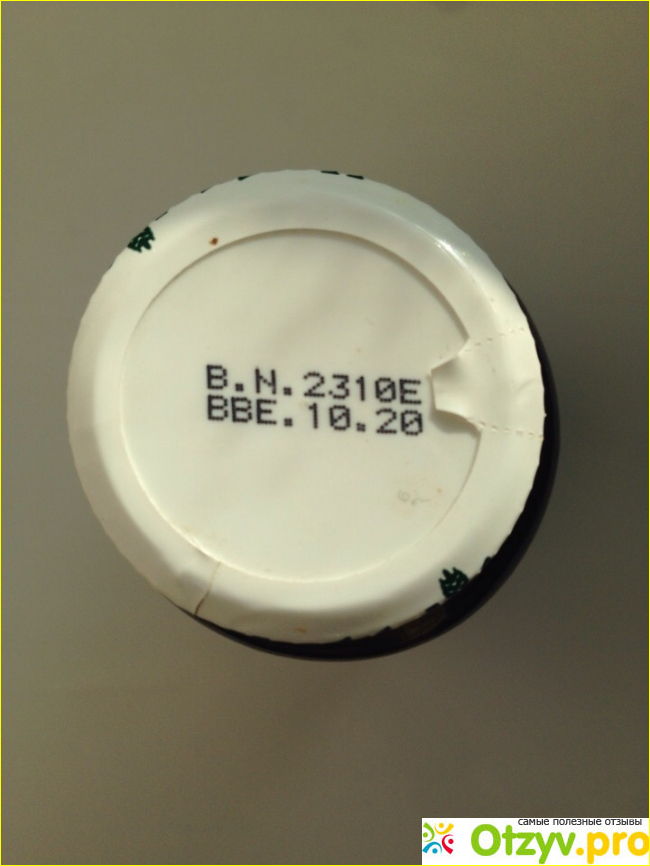 B.N.2310E
BBE.10.20
самые полезные отзывы
Otzyv.pro